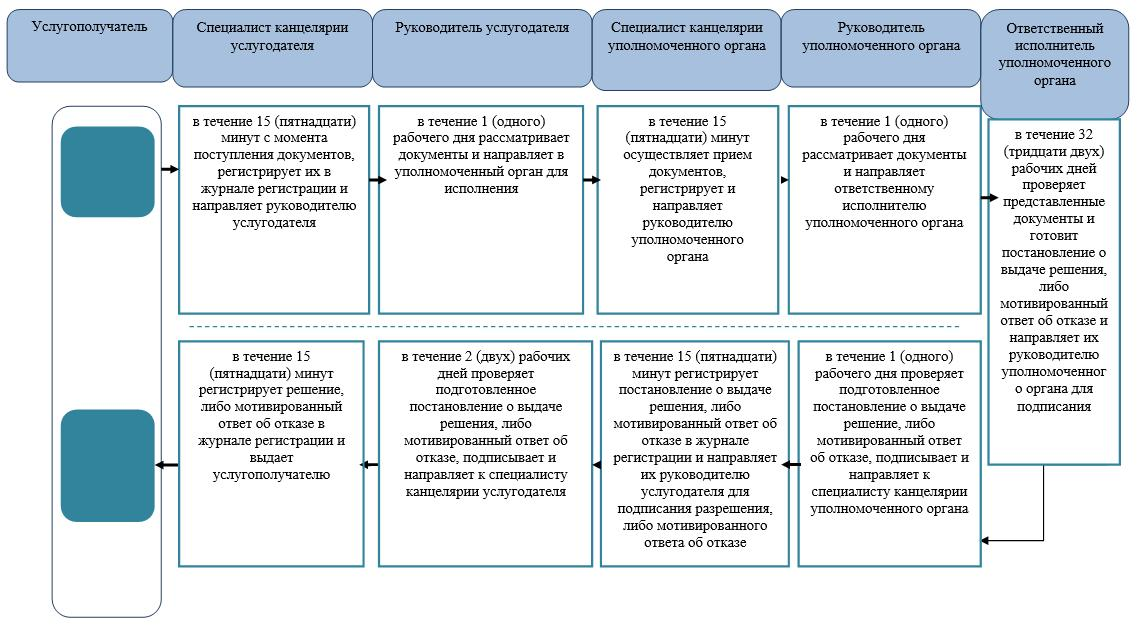 Услугополучатель
Специалист канцелярии
услугодателя
Руководитель услугодателя
Специалист канцелярии
уполномоченного органа
Руководитель
уполномоченного органа
Ответственный
исполнитель
уполномоченного
органа
в течение 15 (пятнадцати)
минут с момента
поступления документов,
регистрирует их в
журнале регистрации и
направляет руководителю
услугодателя
в течение 1 (одного)
рабочего дня рассматривает
документы и направляет в
уполномоченный орган для
исполнения
в течение 15
(пятнадцати) минут
осуществляет прием
документов,
регистрирует и
направляет
руководителю
уполномоченного
органа
в течение 1 (одного)
рабочего дня
рассматривает документы
и направляет
ответственному
исполнителю
уполномоченного органа
в течение 32
(тридцати двух)
рабочих дней
проверяет
представленные
документы и
готовит
постановление о
выдаче решения,
либо
мотивированный
ответ об отказе и
направляет их
руководителю
уполномоченног
о органа для
подписания
в течение 15
(пятнадцати) минут
регистрирует решение,
либо мотивированный
ответ об отказе в
журнале регистрации и
выдает
услугополучателю
в течение 2 (двух) рабочих
дней проверяет
подготовленное
постановление о выдаче
решения, либо
мотивированный ответ об
отказе, подписывает и
направляет к специалисту
канцелярии услугодателя
в течение 15 (пятнадцати)
минут регистрирует
постановление о выдаче
решения, либо
мотивированный ответ об
отказе в журнале
регистрации и направляет
их руководителю
услугодателя для
подписания разрешения,
либо мотивированного
ответа об отказе
в течение 1 (одного)
рабочего дня проверяет
подготовленное
постановление о выдаче
решение, либо
мотивированный ответ
об отказе, подписывает и
направляет к
специалисту канцелярии
уполномоченного органа